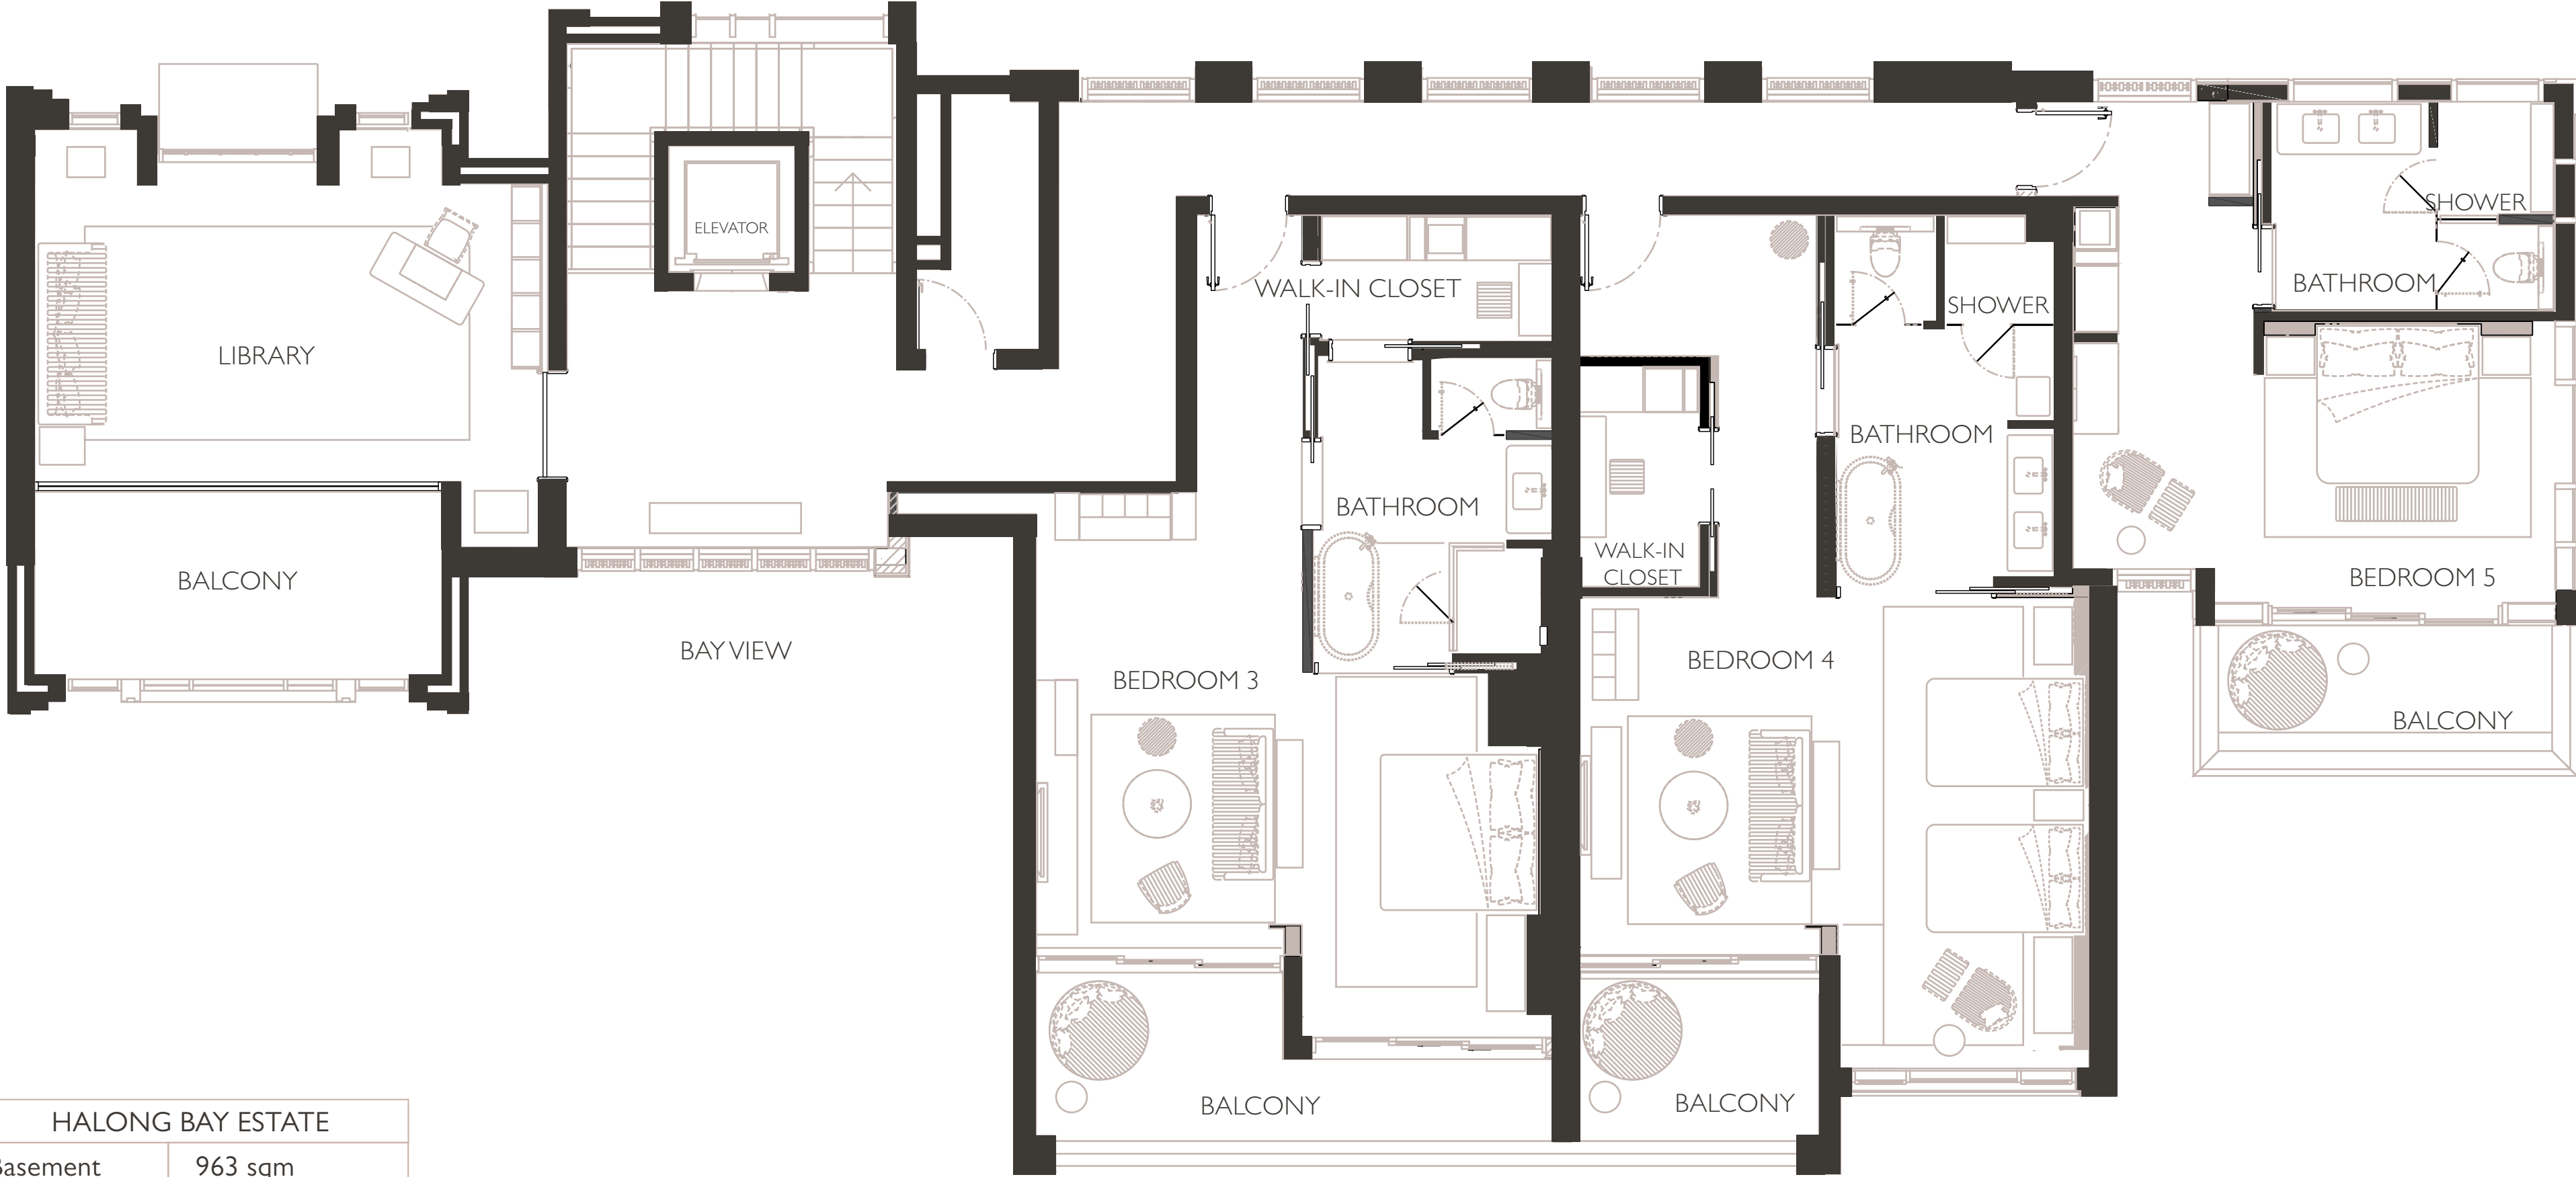 ELEVATOR
SHOWER
WALK-IN CLOSET
BATHROOM
SHOWER
LIBRARY
BATHROOM
BATHROOM
WALK-IN
CLOSET
BALCONY
BEDROOM 5
BAY VIEW
BEDROOM 3
BEDROOM 4
BALCONY
BALCONY
BALCONY
HALONG BAY ESTATE
Basement 963 sqm